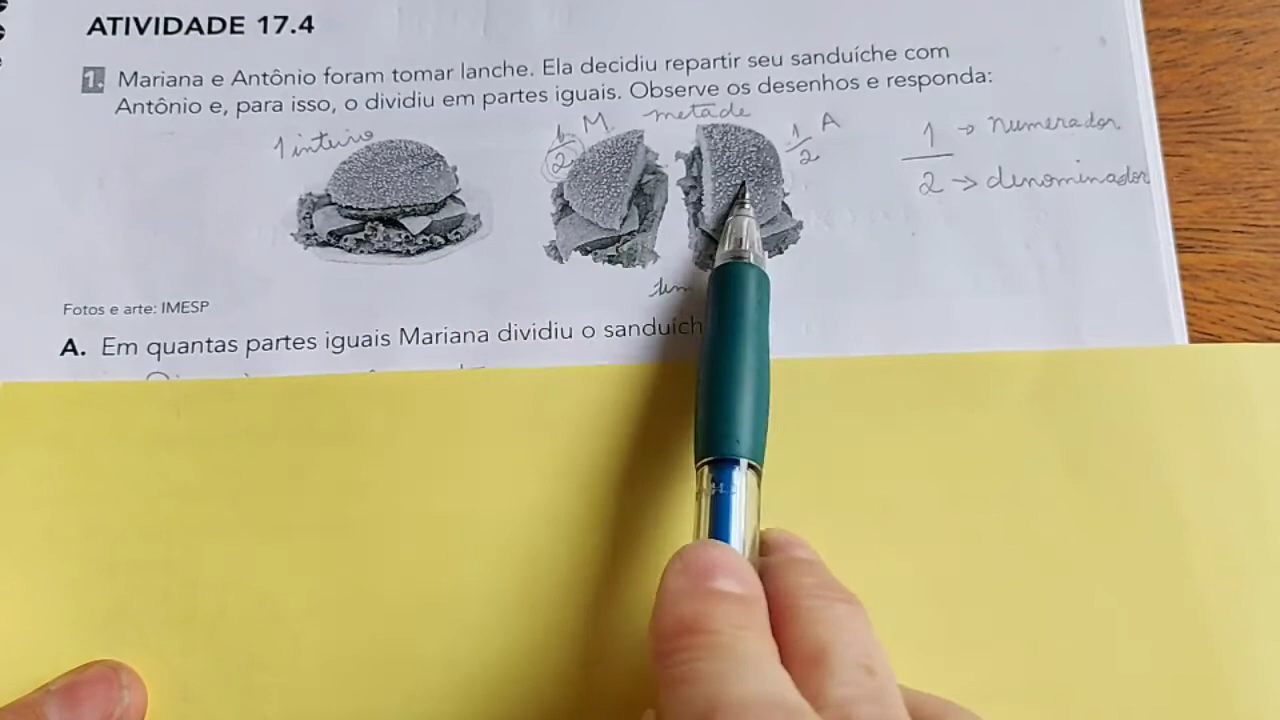 ATIVIDADE 17.4
1. Mariana e Antônio foram tomar lanche. Ela decidiu repartir seu sanduíche com
Antônio e, para isso, o dividiu em partes iguais. Observe os desenhos e responda:
1 inteiro
1/2 M
metade
1/2 A
1 → numerador
2 → denominador
Fotos e arte: IMESP
A. Em quantas partes iguais Mariana dividiu o sanduích